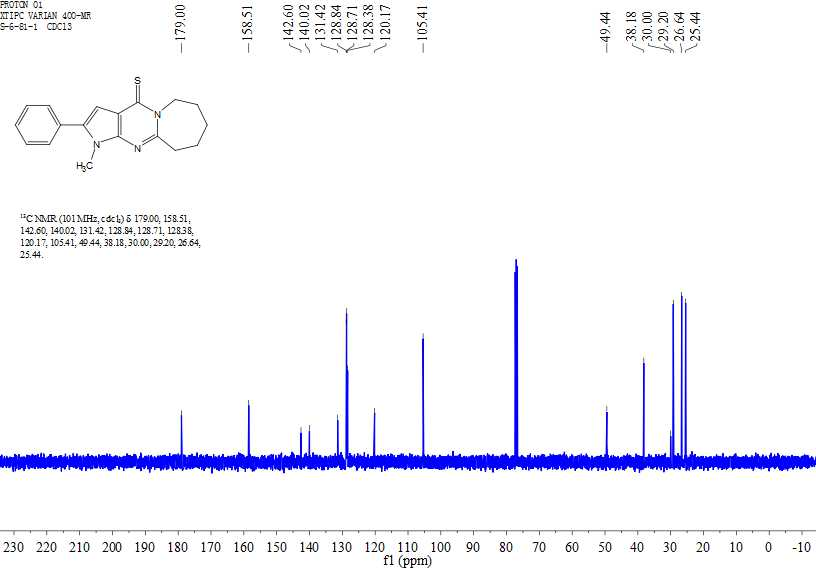 PROTON 01
XTIPC VARIAN 400-MR
S-6-81-1 CDCl3
179.00
158.51
142.60
140.02
131.42
128.84
128.71
128.38
120.17
105.41
49.44
38.18
30.00
29.20
26.64
25.44
S
N
N
N
H₃C
¹³C NMR (101 MHz, cdcl₃) δ 179.00, 158.51,
142.60, 140.02, 131.42, 128.84, 128.71, 128.38,
120.17, 105.41, 49.44, 38.18, 30.00, 29.20, 26.64,
25.44.
230 220 210 200 190 180 170 160 150 140 130 120 110 100 90 80 70 60 50 40 30 20 10 0 -10
f1 (ppm)